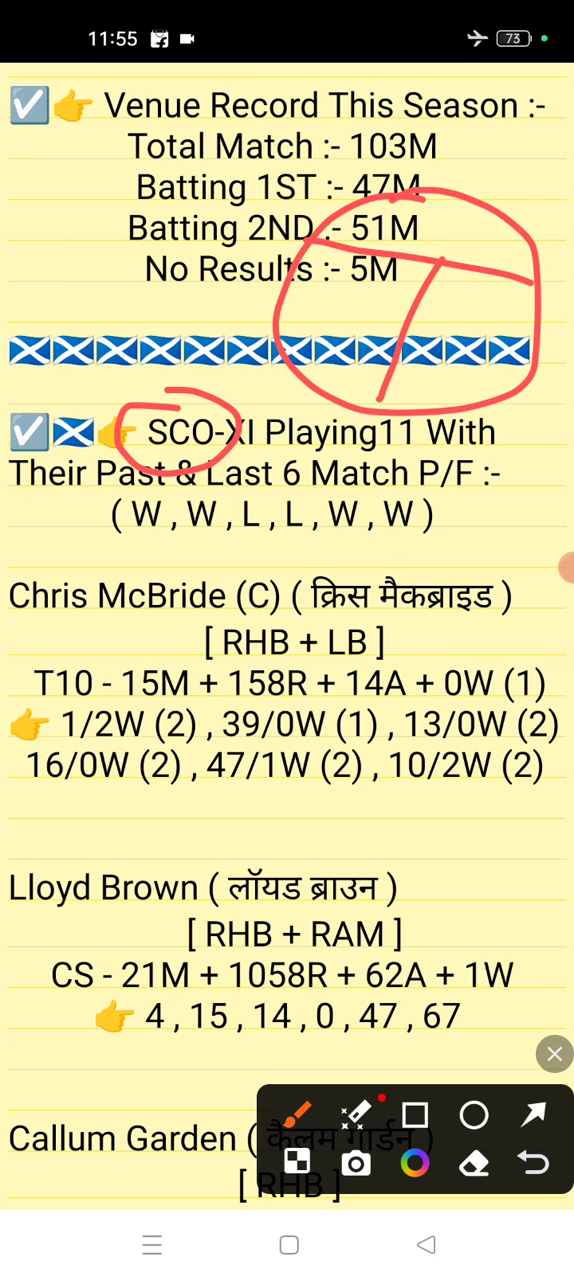 11:55
73
☑️👉 Venue Record This Season :-
Total Match :- 103M
Batting 1ST :- 47M
Batting 2ND :- 51M
No Results :- 5M
🏴󠁧󠁢󠁳󠁣󠁴󠁿🏴󠁧󠁢󠁳󠁣󠁴󠁿🏴󠁧󠁢󠁳󠁣󠁴󠁿🏴󠁧󠁢󠁳󠁣󠁴󠁿🏴󠁧󠁢󠁳󠁣󠁴󠁿🏴󠁧󠁢󠁳󠁣󠁴󠁿🏴󠁧󠁢󠁳󠁣󠁴󠁿🏴󠁧󠁢󠁳󠁣󠁴󠁿🏴󠁧󠁢󠁳󠁣󠁴󠁿🏴󠁧󠁢󠁳󠁣󠁴󠁿🏴󠁧󠁢󠁳󠁣󠁴󠁿🏴󠁧󠁢󠁳󠁣󠁴󠁿
☑️🏴󠁧󠁢󠁳󠁣󠁴󠁿👉 SCO-XI Playing11 With
Their Past & Last 6 Match P/F :-
( W , W , L , L , W , W )
Chris McBride (C) ( क्रिस मैकब्राइड )
[ RHB + LB ]
T10 - 15M + 158R + 14A + 0W (1)
👉 1/2W (2) , 39/0W (1) , 13/0W (2)
16/0W (2) , 47/1W (2) , 10/2W (2)
Lloyd Brown ( लॉयड ब्राउन )
[ RHB + RAM ]
CS - 21M + 1058R + 62A + 1W
👉 4 , 15 , 14 , 0 , 47 , 67
Callum Garden ( कैलम गार्डन )
[ RHB ]